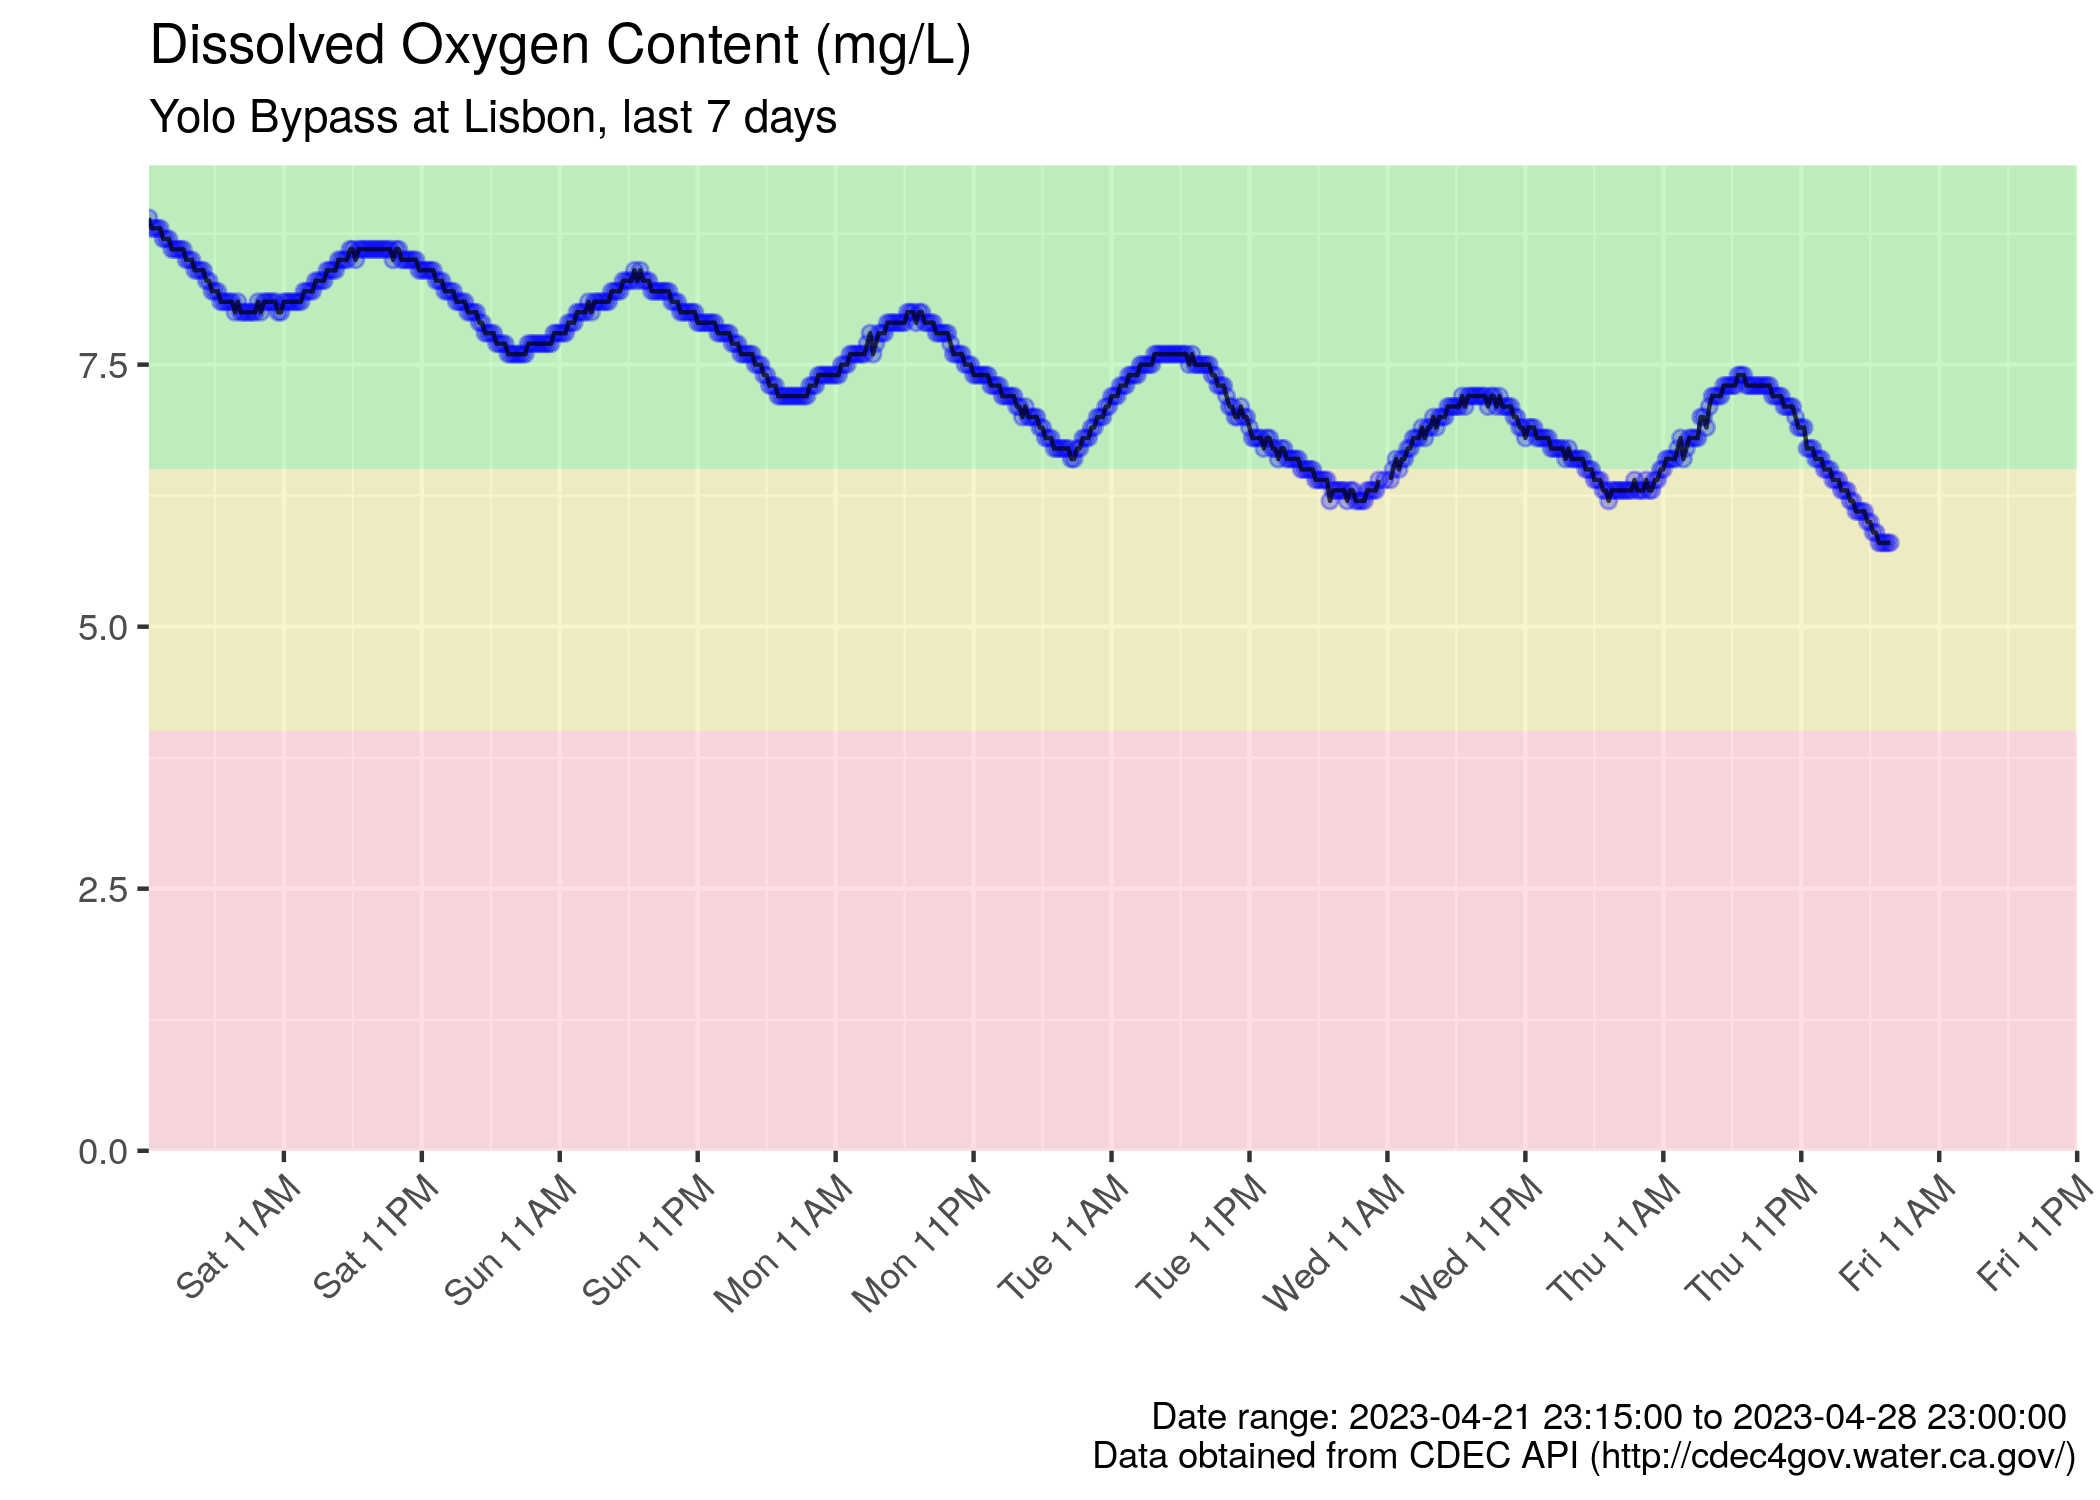 Dissolved Oxygen Content (mg/L)
Yolo Bypass at Lisbon, last 7 days
7.5
5.0
2.5
0.0
Sat 11AM
Sat 11PM
Sun 11AM
Sun 11PM
Mon 11AM
Mon 11PM
Tue 11AM
Tue 11PM
Wed 11AM
Wed 11PM
Thu 11AM
Thu 11PM
Fri 11AM
Fri 11PM
Date range: 2023-04-21 23:15:00 to 2023-04-28 23:00:00
Data obtained from CDEC API (http://cdec4gov.water.ca.gov/)